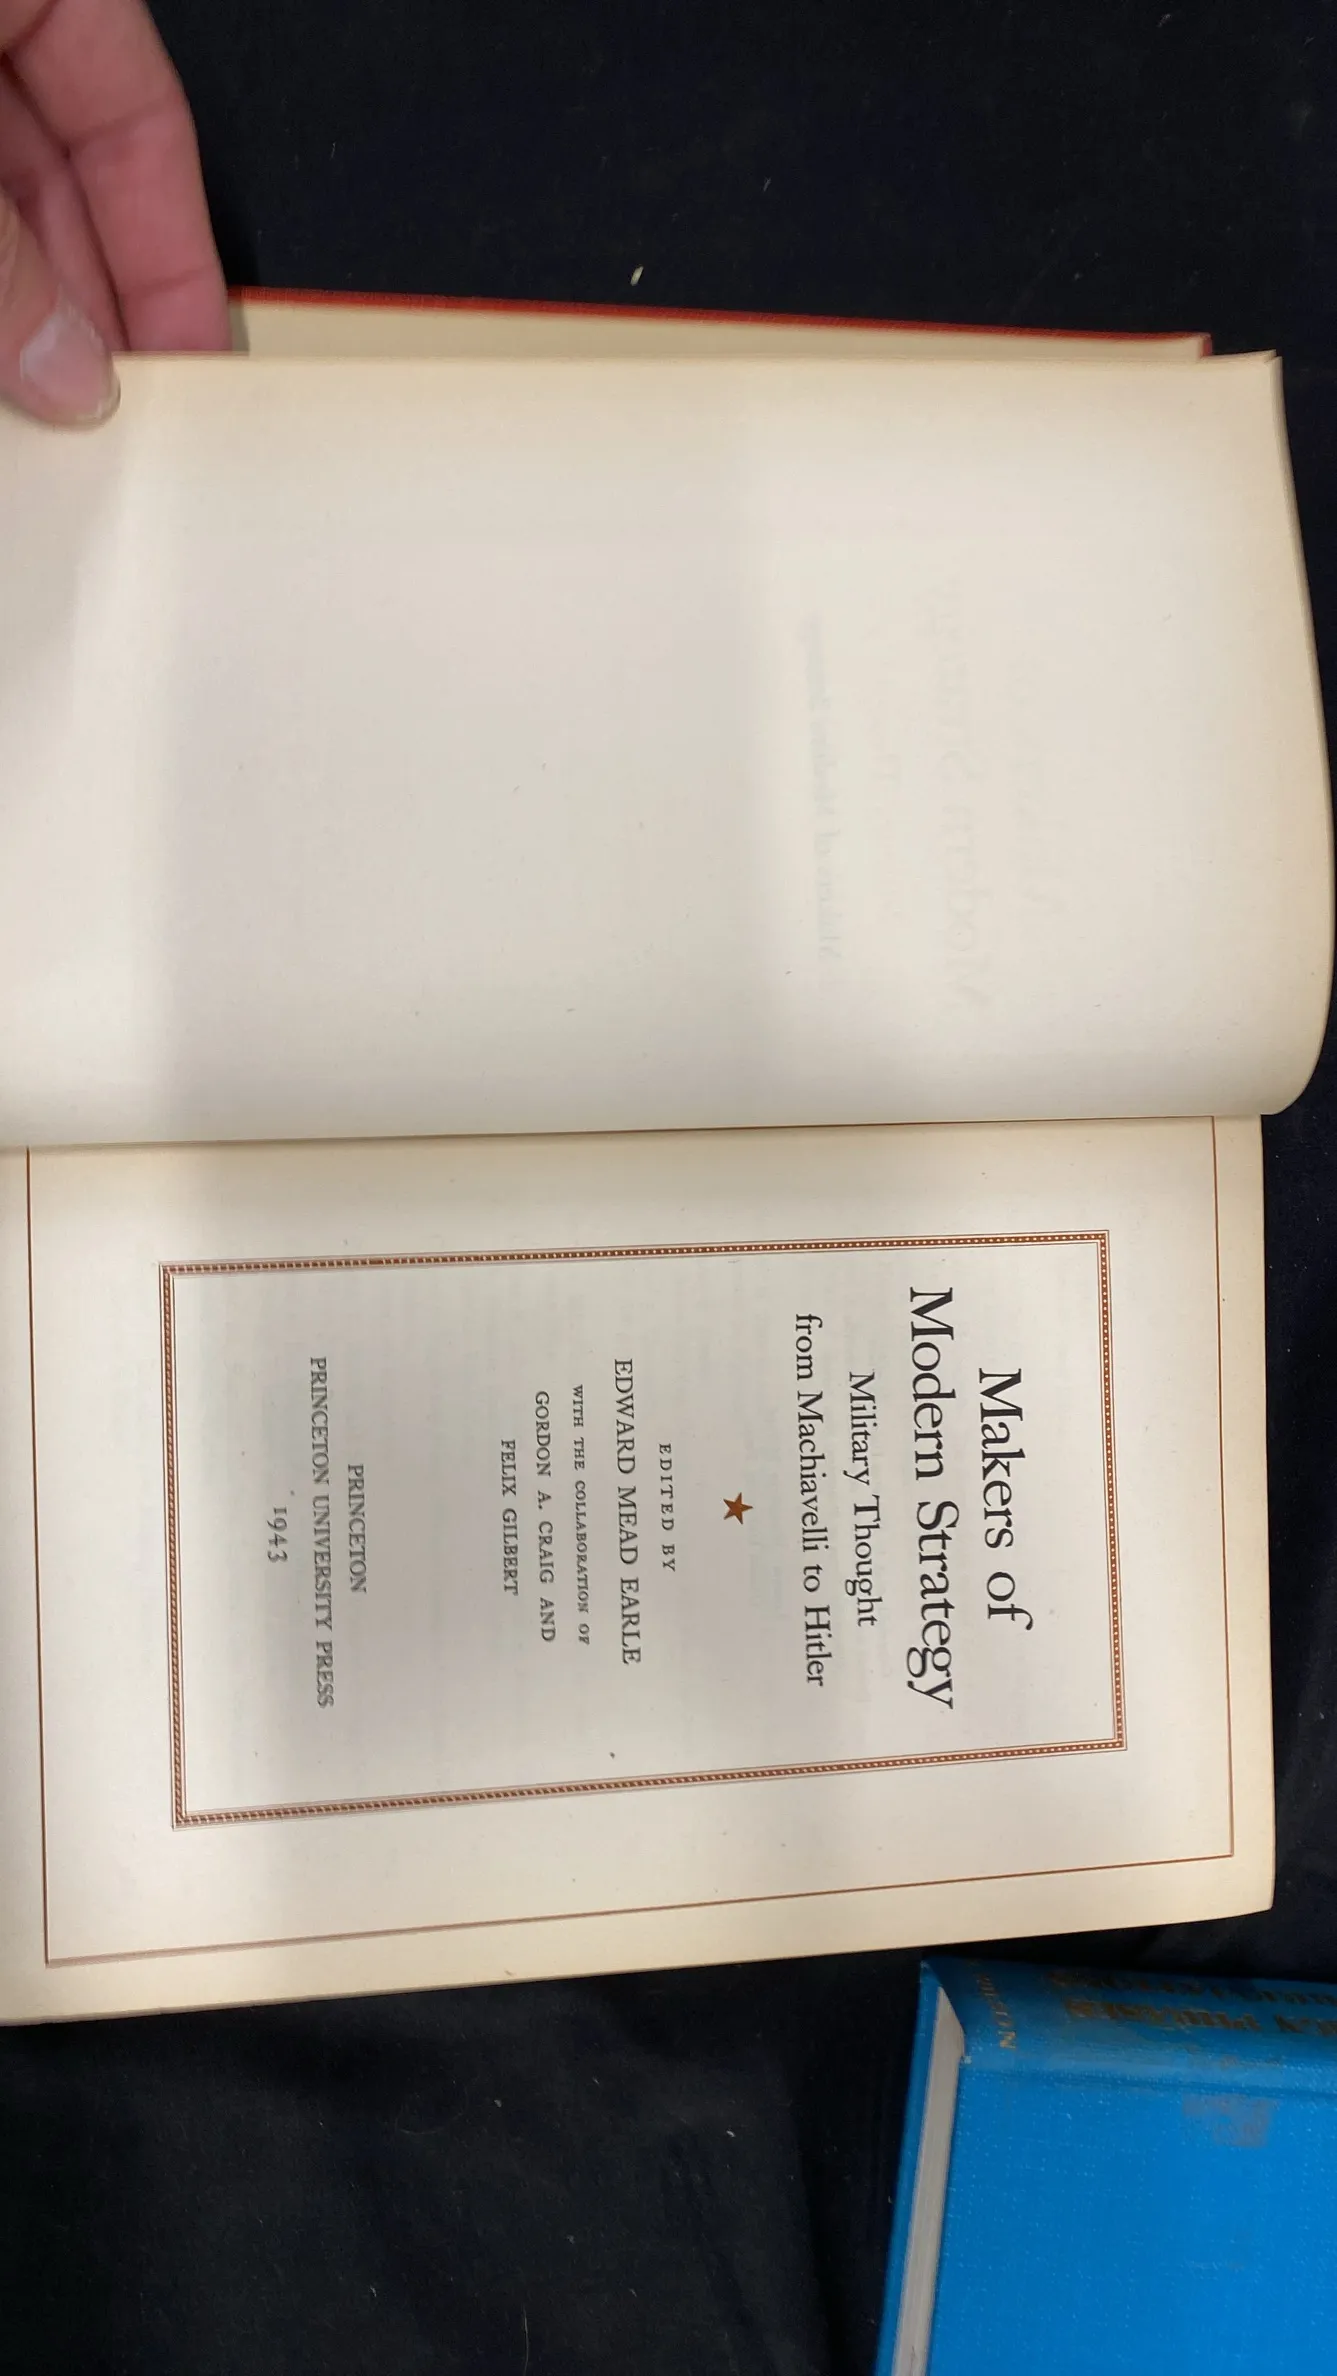 Makers of
Modern Strategy
Military Thought
from Machiavelli to Hitler
EDITED BY
EDWARD MEAD EARLE
WITH THE COLLABORATION OF
GORDON A. CRAIG AND
FELIX GILBERT
PRINCETON
PRINCETON UNIVERSITY PRESS
1943